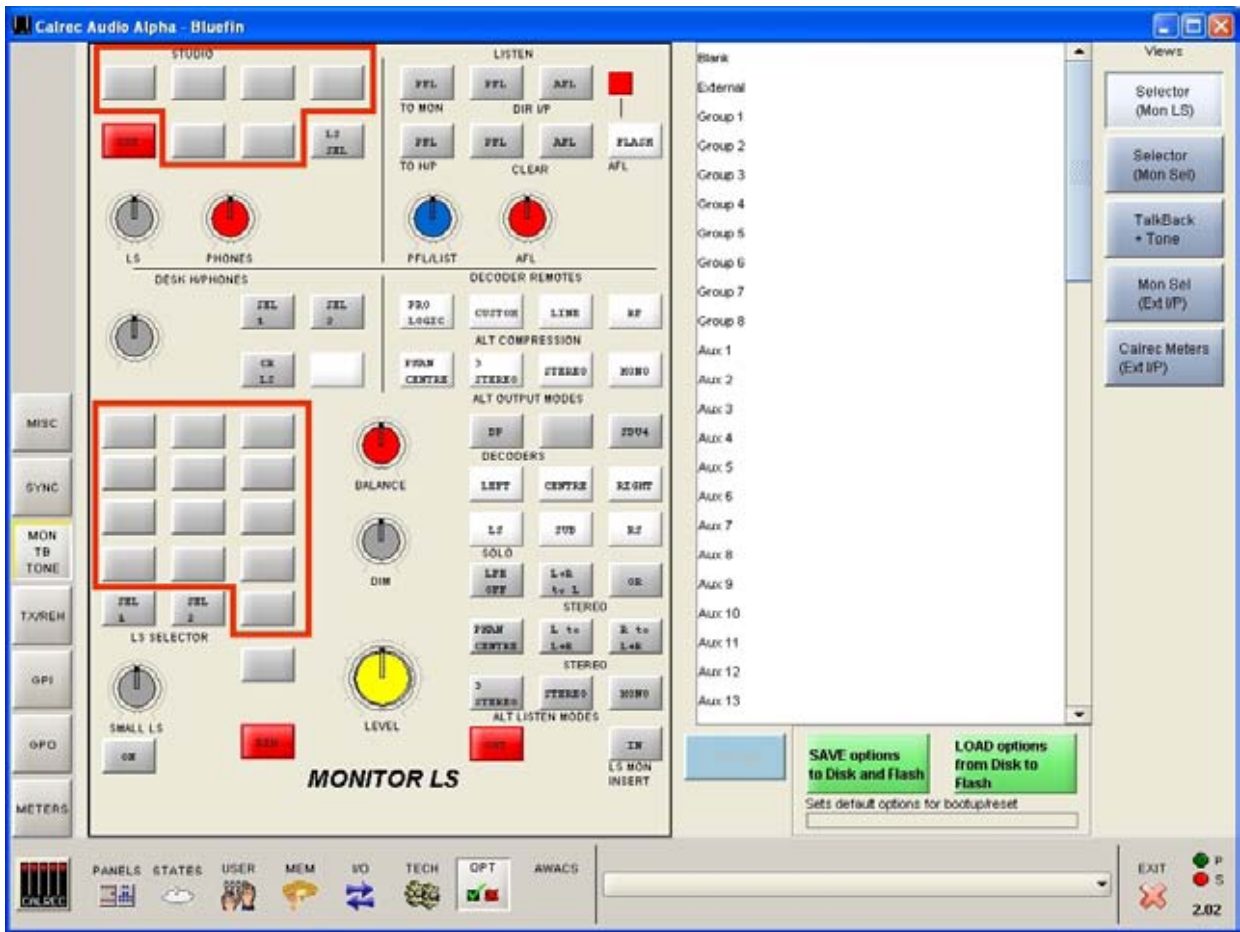 Calrec Audio Alpha - Bluefin
STUDIO
LISTEN
PFL PFL AFL
TO MON DIR I/P
LS SEL
PFL PFL AFL FLASH
TO H/P CLEAR AFL
LS PHONES PFL/LIST AFL
DESK H/PHONES
DECODER REMOTES
SEL 1 SEL 2
PRO LOGIC CUSTOM LINE RF
ALT COMPRESSION
CR LS
PHAN CENTRE 3 STEREO STEREO MONO
ALT OUTPUT MODES
DP
DECODERS
BALANCE
LEFT CENTRE RIGHT
LS SUB RS
SOLO
DIM
LFE OFF L+R to L OR
STEREO
SEL 1 SEL 2
LS SELECTOR
PHAN CENTRE L to L+R R to L+R
STEREO
3 STEREO STEREO MONO
ALT LISTEN MODES
SMALL LS
LEVEL
ON
DIM
CUT
IN
LS MON INSERT
MONITOR LS
MISC
SYNC
MON
TB
TONE
TX/REH
GPI
GPO
METERS
Blank
External
Group 1
Group 2
Group 3
Group 4
Group 5
Group 6
Group 7
Group 8
Aux 1
Aux 2
Aux 3
Aux 4
Aux 5
Aux 6
Aux 7
Aux 8
Aux 9
Aux 10
Aux 11
Aux 12
Aux 13
SAVE options
to Disk and Flash
LOAD options
from Disk to
Flash
Sets default options for bootup/reset
Views
Selector
(Mon LS)
Selector
(Mon Sel)
TalkBack
+ Tone
Mon Sel
(Ext I/P)
Calrec Meters
(Ext I/P)
CALREC
PANELS STATES USER MEM I/O TECH OPT AWACS
EXIT
P
S
2.02